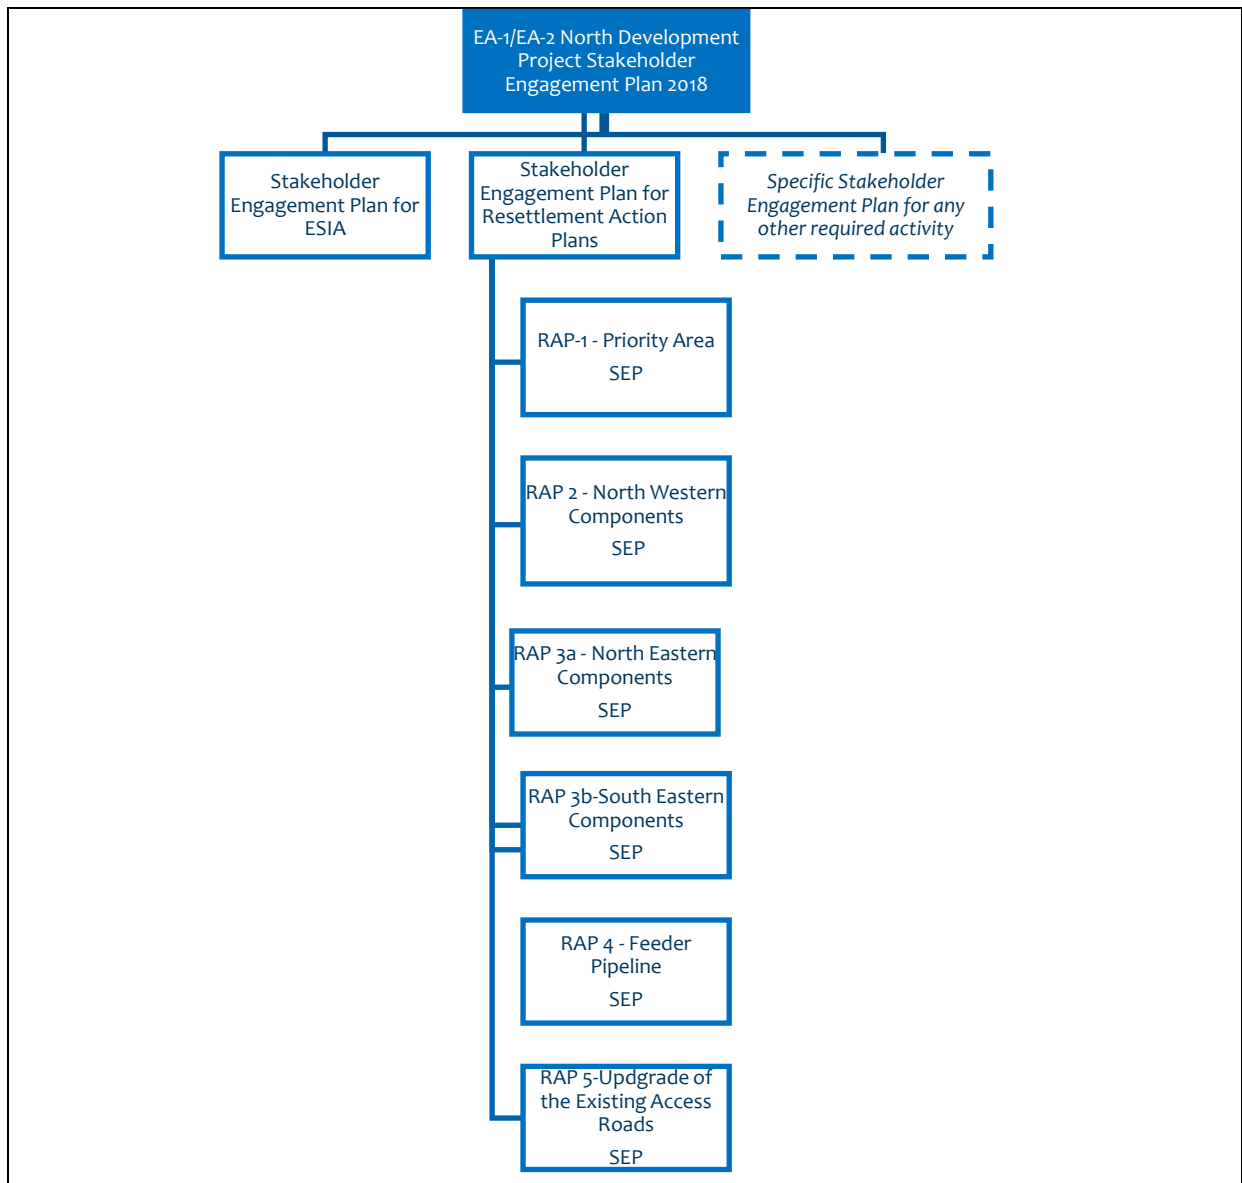 EA-1/EA-2 North Development
Project Stakeholder
Engagement Plan 2018
Stakeholder
Engagement Plan for
ESIA
Stakeholder
Engagement Plan for
Resettlement Action
Plans
Specific Stakeholder
Engagement Plan for any
other required activity
RAP-1 - Priority Area
SEP
RAP 2 - North Western
Components
SEP
RAP 3a - North Eastern
Components
SEP
RAP 3b-South Eastern
Components
SEP
RAP 4 - Feeder
Pipeline
SEP
RAP 5-Updgrade of
the Existing Access
Roads
SEP